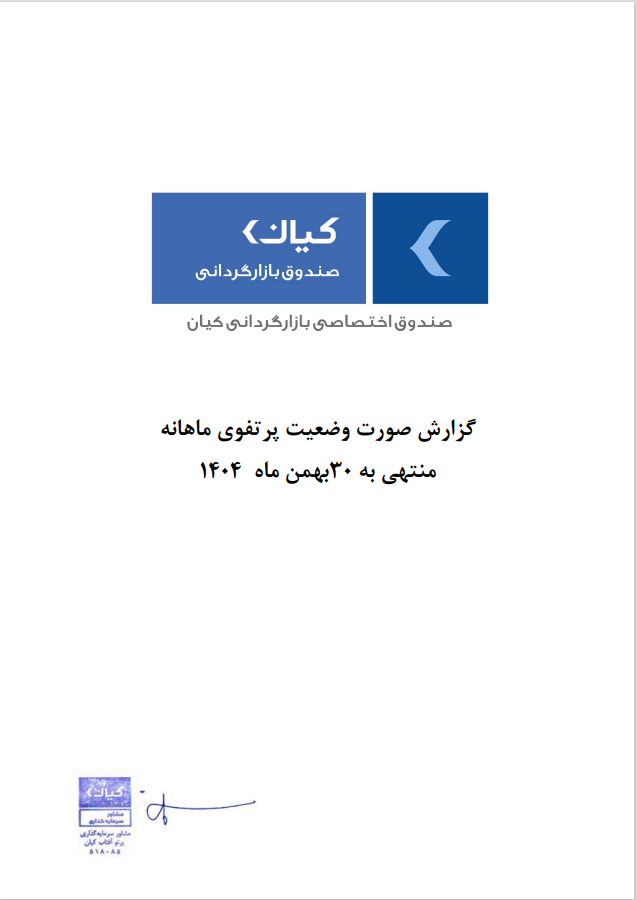 کیان
صندوق بازارگردانی
صندوق اختصاصی بازارگردانی کیان
گزارش صورت وضعیت پرتفوی ماهانه
منتهی به ۳۰بهمن ماه ۱۴۰۴
کیان
مشاور
سرمایه گذاری
مشاور سرمایه‌گذاری
پرتو آفتاب کیان
۵۱۸۰۸۵